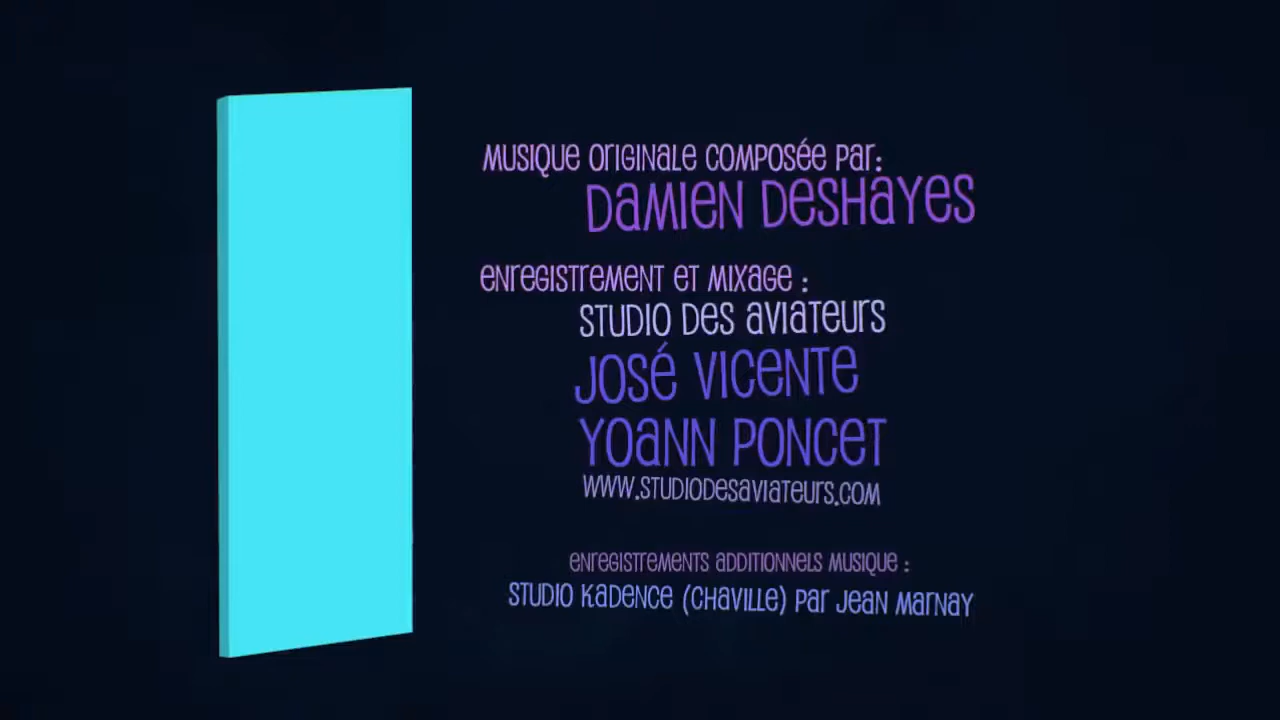 Musique originale composée par:
Damien Deshayes
Enregistrement et mixage :
Studio des Aviateurs
José Vicente
Yoann Poncet
www.studiodesaviateurs.com
Enregistrements additionnels musique :
Studio Kadence (Chaville) par Jean Marnay